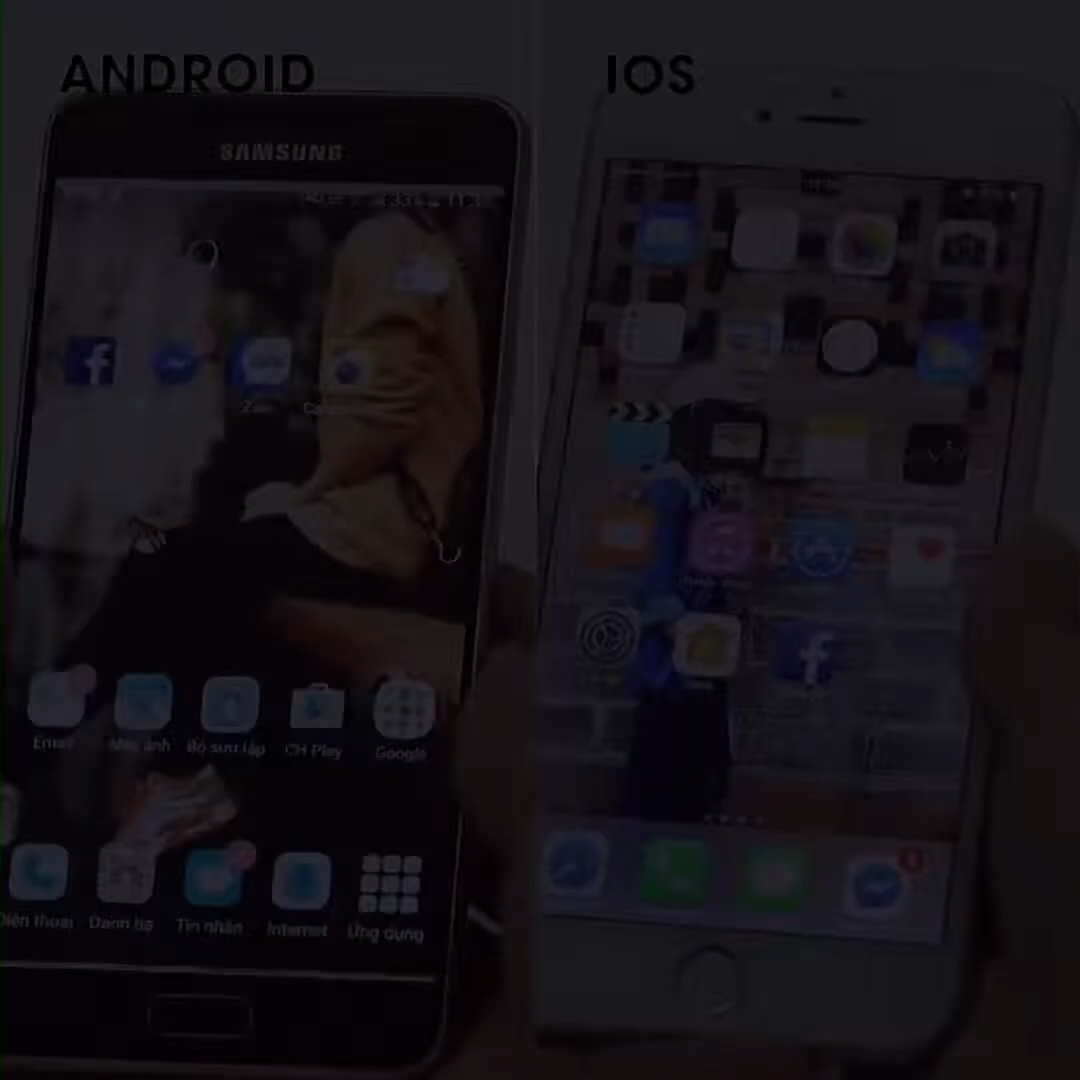 ANDROID
IOS
SAMSUNG
Zalo
Email
Máy ảnh
Bộ sưu tập
CH Play
Google
Điện thoại
Danh bạ
Tin nhắn
Internet
Ứng dụng